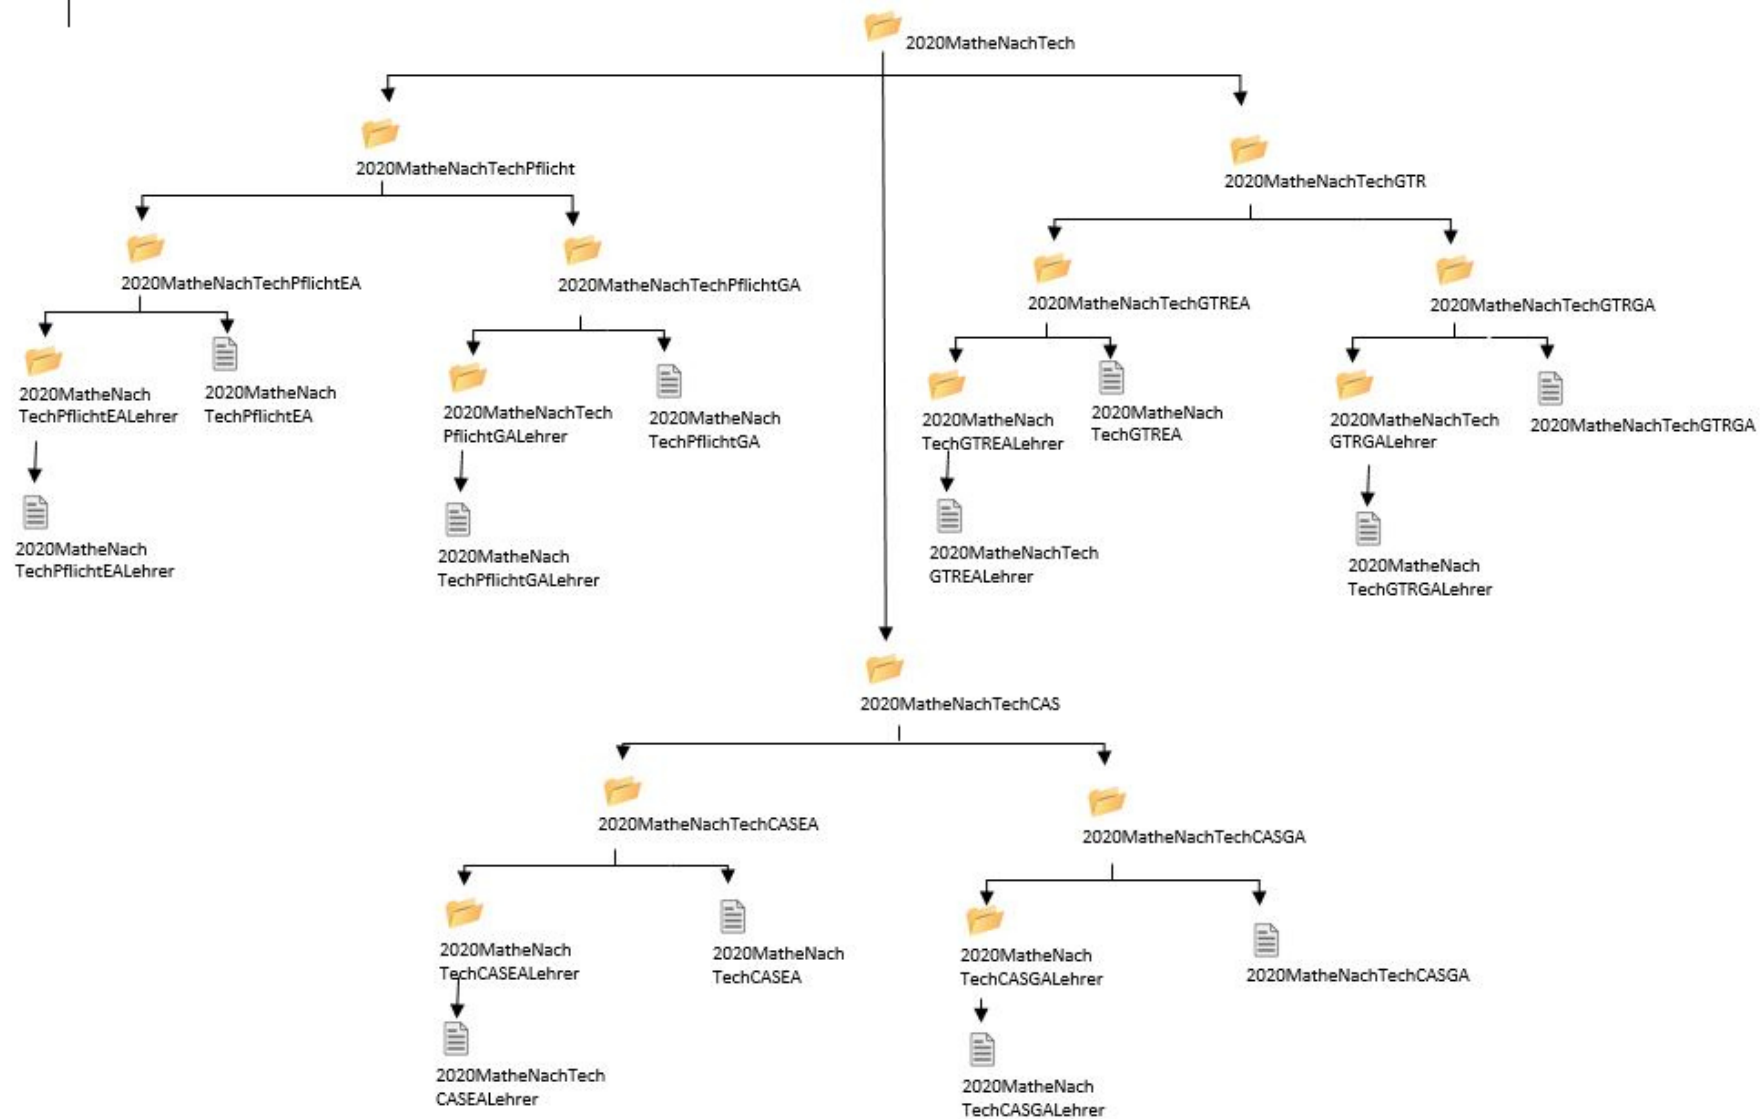 2020MatheNachTech
2020MatheNachTechPflicht
2020MatheNachTechGTR
2020MatheNachTechPflichtEA
2020MatheNachTechPflichtGA
2020MatheNachTechGTREA
2020MatheNachTechGTRGA
2020MatheNach
TechPflichtEALehrer
2020MatheNach
TechPflichtEA
2020MatheNachTech
PflichtGALehrer
2020MatheNach
TechPflichtGA
2020MatheNach
TechGTREALehrer
2020MatheNach
TechGTREA
2020MatheNachTech
GTRGALehrer
2020MatheNachTechGTRGA
2020MatheNach
TechPflichtEALehrer
2020MatheNach
TechPflichtGALehrer
2020MatheNachTech
GTREALehrer
2020MatheNach
TechGTRGALehrer
2020MatheNachTechCAS
2020MatheNachTechCASEA
2020MatheNachTechCASGA
2020MatheNach
TechCASEALehrer
2020MatheNach
TechCASEA
2020MatheNach
TechCASGALehrer
2020MatheNachTechCASGA
2020MatheNachTech
CASEALehrer
2020MatheNach
TechCASGALehrer